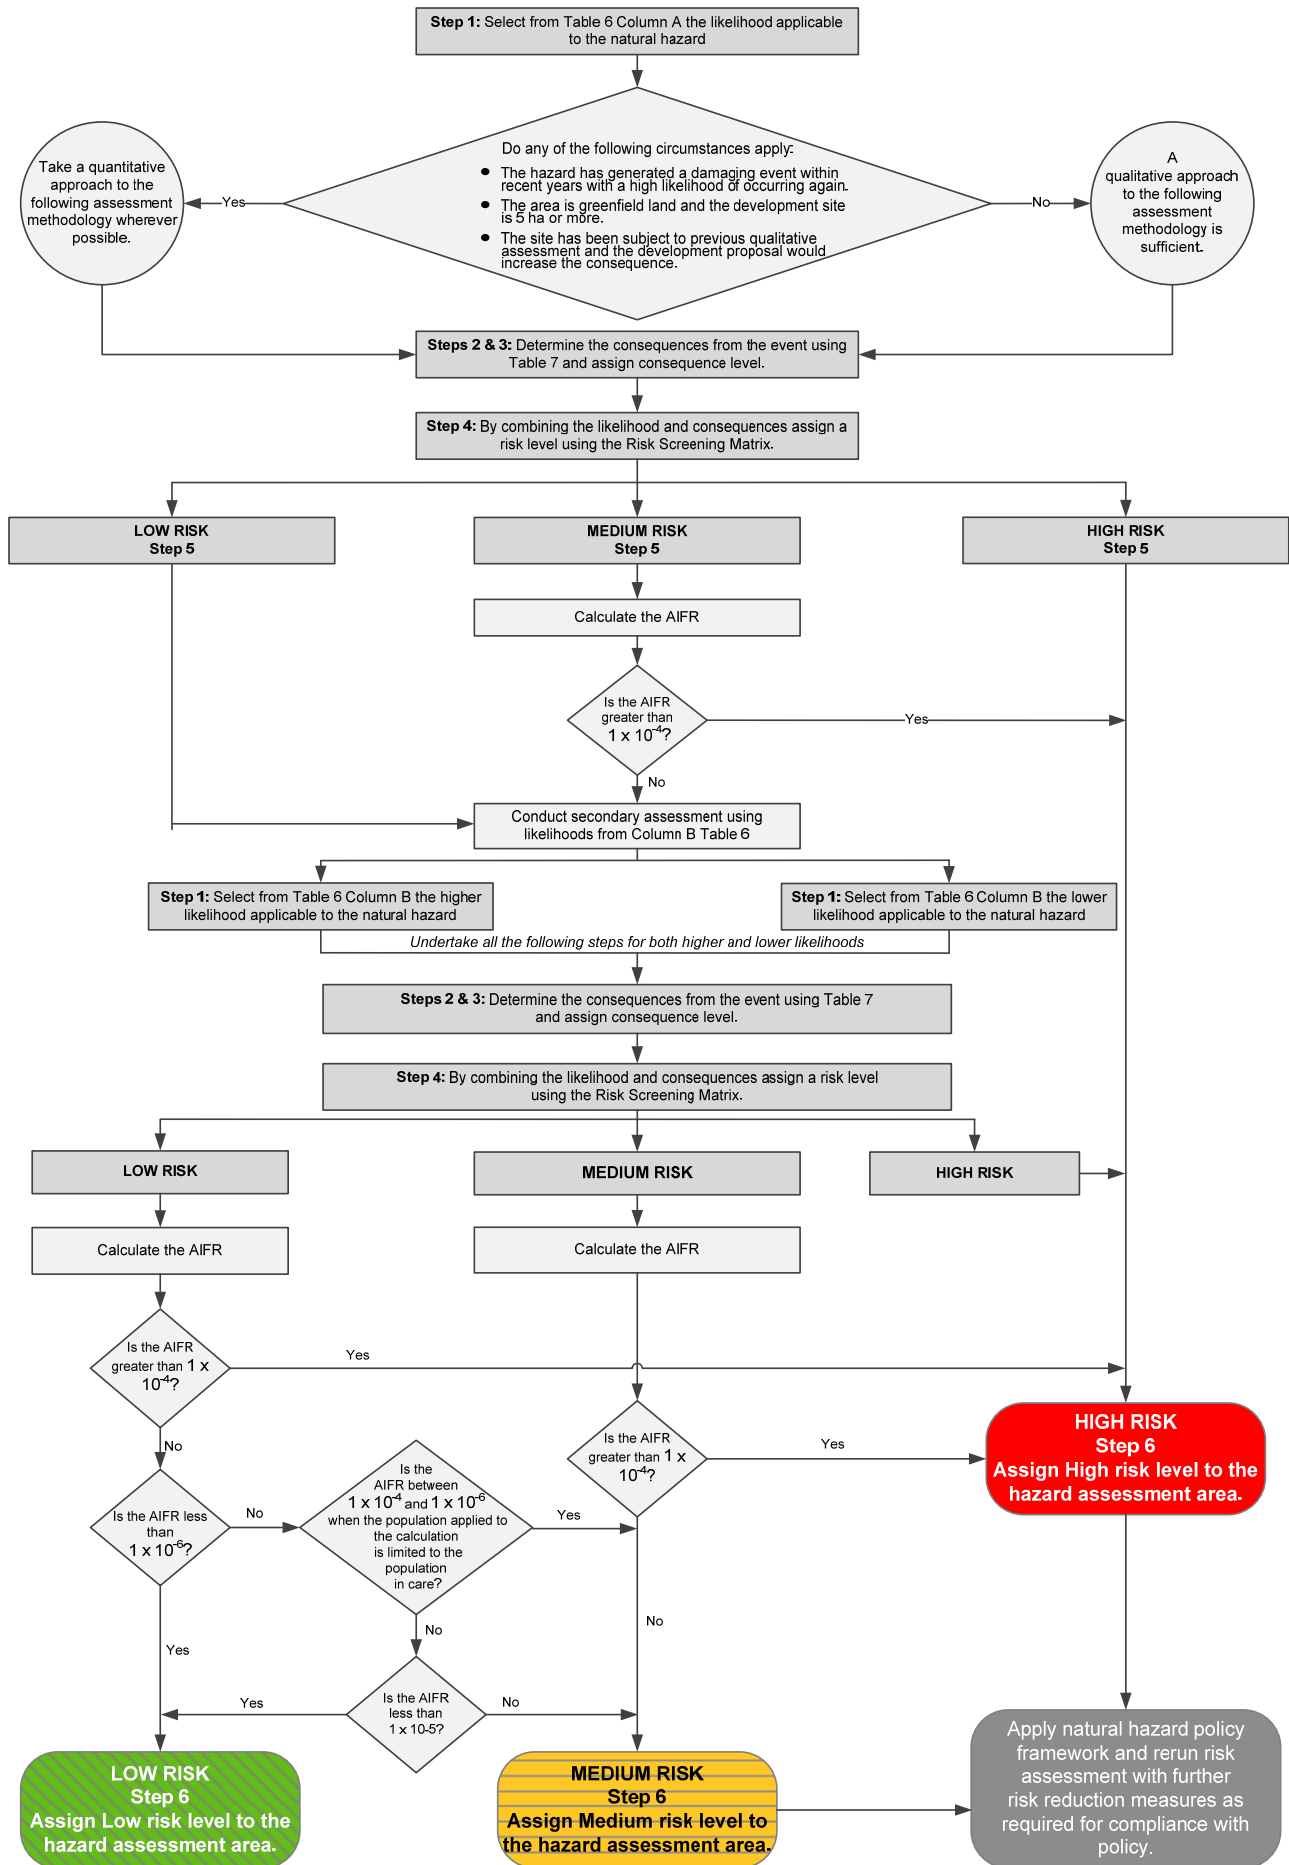 Step 1: Select from Table 6 Column A the likelihood applicable
to the natural hazard
Do any of the following circumstances apply:
● The hazard has generated a damaging event within
recent years with a high likelihood of occurring again.
● The area is greenfield land and the development site
is 5 ha or more.
● The site has been subject to previous qualitative
assessment and the development proposal would
increase the consequence.
Yes
No
Take a quantitative
approach to the
following assessment
methodology wherever
possible.
A
qualitative approach
to the following
assessment
methodology is
sufficient.
Steps 2 & 3: Determine the consequences from the event using
Table 7 and assign consequence level.
Step 4: By combining the likelihood and consequences assign a
risk level using the Risk Screening Matrix.
LOW RISK
Step 5
MEDIUM RISK
Step 5
HIGH RISK
Step 5
Calculate the AIFR
Is the AIFR
greater than
1 x 10⁻⁴?
Yes
No
Conduct secondary assessment using
likelihoods from Column B Table 6
Step 1: Select from Table 6 Column B the higher
likelihood applicable to the natural hazard
Step 1: Select from Table 6 Column B the lower
likelihood applicable to the natural hazard
Undertake all the following steps for both higher and lower likelihoods
Steps 2 & 3: Determine the consequences from the event using Table 7
and assign consequence level.
Step 4: By combining the likelihood and consequences assign a risk level
using the Risk Screening Matrix.
LOW RISK
MEDIUM RISK
HIGH RISK
Calculate the AIFR
Calculate the AIFR
Is the AIFR
greater than 1 x
10⁻⁴?
Yes
No
Is the AIFR
greater than 1 x
10⁻⁴?
Yes
No
HIGH RISK
Step 6
Assign High risk level to the
hazard assessment area.
Is the AIFR less
than
1 x 10⁻⁶?
No
Yes
Is the
AIFR between
1 x 10⁻⁴ and 1 x 10⁻⁶
when the population applied to
the calculation
is limited to the
population
in care?
Yes
No
Is the AIFR
less than
1 x 10-5?
Yes
No
LOW RISK
Step 6
Assign Low risk level to the
hazard assessment area.
MEDIUM RISK
Step 6
Assign Medium risk level to
the hazard assessment area.
Apply natural hazard policy
framework and rerun risk
assessment with further
risk reduction measures as
required for compliance with
policy.